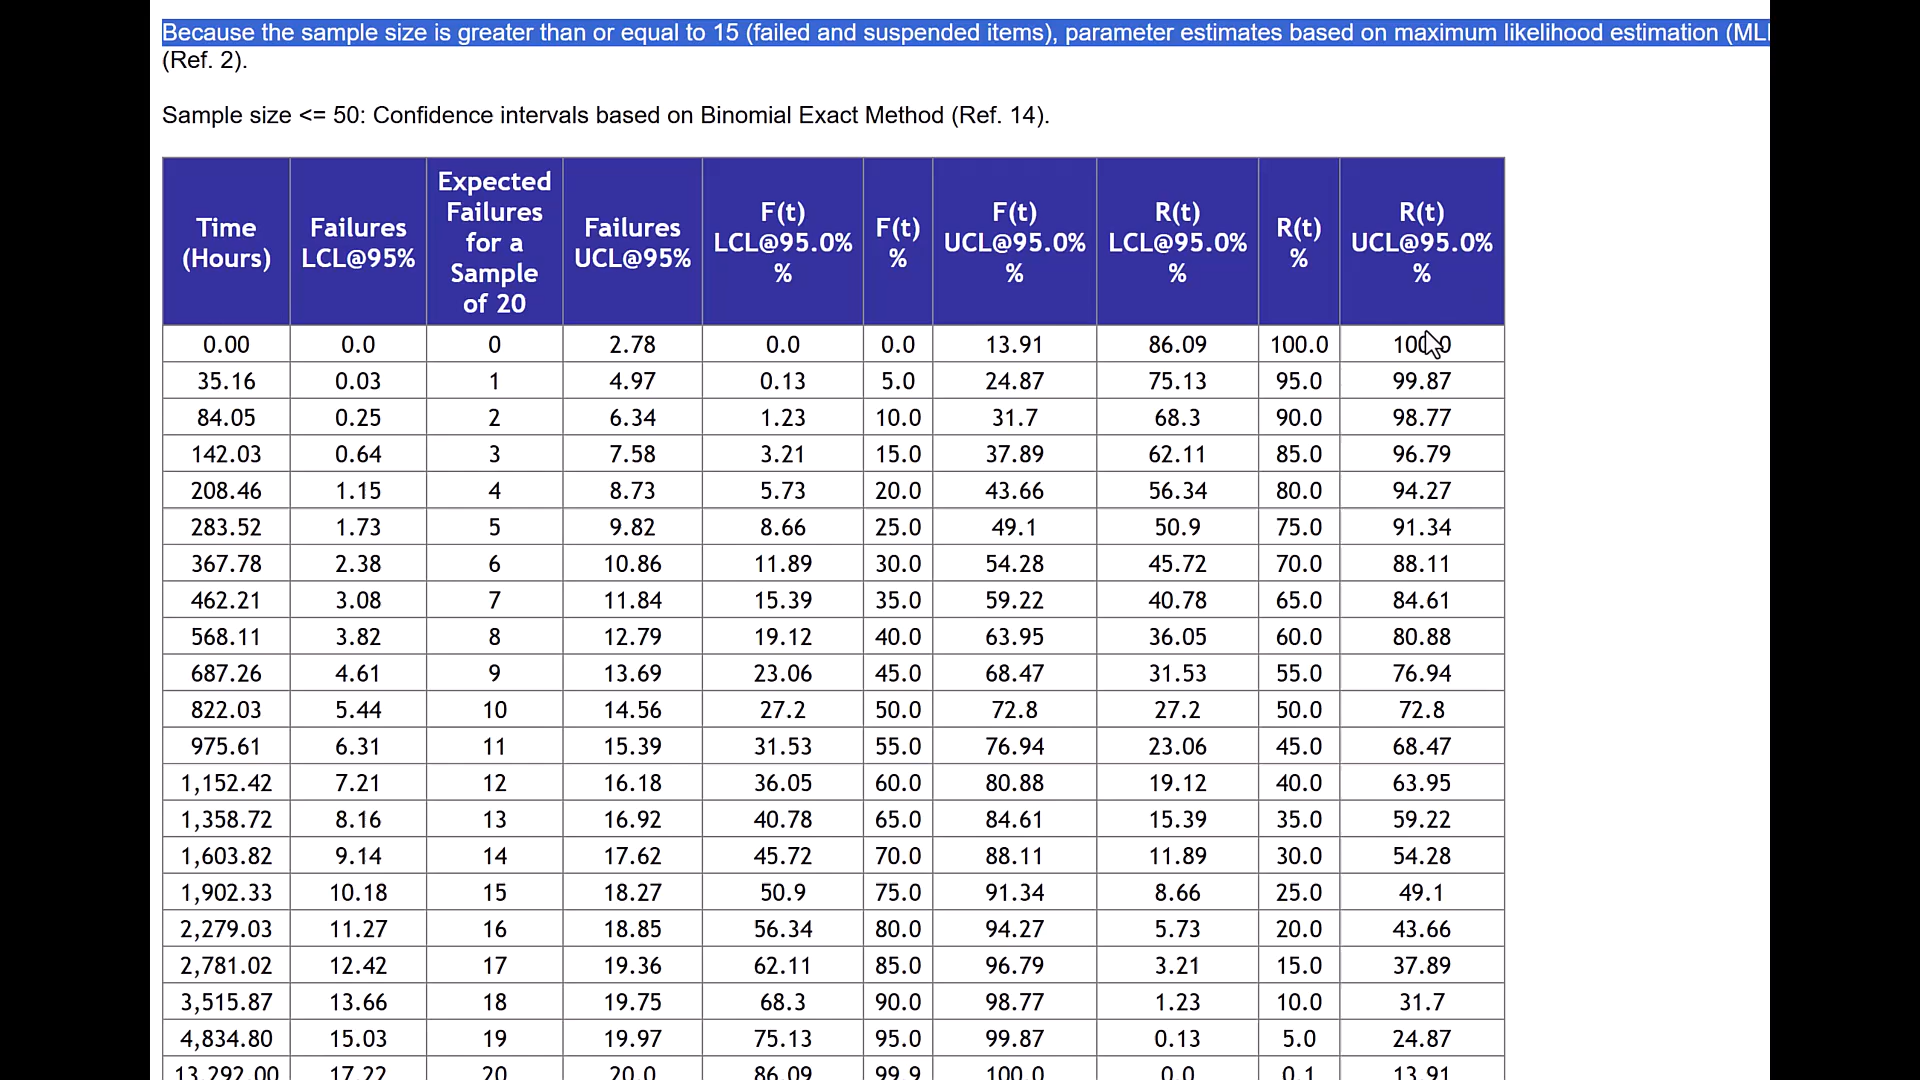 Because the sample size is greater than or equal to 15 (failed and suspended items), parameter estimates based on maximum likelihood estimation
(Ref. 2).
Sample size <= 50: Confidence intervals based on Binomial Exact Method (Ref. 14).
Time (Hours) Failures LCL@95% Expected Failures for a Sample of 20 Failures UCL@95% F(t) LCL@95.0% % F(t) % F(t) UCL@95.0% % R(t) LCL@95.0% % R(t) % R(t) UCL@95.0% %
0.00 0.0 0 2.78 0.0 0.0 13.91 86.09 100.0 100.0
35.16 0.03 1 4.97 0.13 5.0 24.87 75.13 95.0 99.87
84.05 0.25 2 6.34 1.23 10.0 31.7 68.3 90.0 98.77
142.03 0.64 3 7.58 3.21 15.0 37.89 62.11 85.0 96.79
208.46 1.15 4 8.73 5.73 20.0 43.66 56.34 80.0 94.27
283.52 1.73 5 9.82 8.66 25.0 49.1 50.9 75.0 91.34
367.78 2.38 6 10.86 11.89 30.0 54.28 45.72 70.0 88.11
462.21 3.08 7 11.84 15.39 35.0 59.22 40.78 65.0 84.61
568.11 3.82 8 12.79 19.12 40.0 63.95 36.05 60.0 80.88
687.26 4.61 9 13.69 23.06 45.0 68.47 31.53 55.0 76.94
822.03 5.44 10 14.56 27.2 50.0 72.8 27.2 50.0 72.8
975.61 6.31 11 15.39 31.53 55.0 76.94 23.06 45.0 68.47
1,152.42 7.21 12 16.18 36.05 60.0 80.88 19.12 40.0 63.95
1,358.72 8.16 13 16.92 40.78 65.0 84.61 15.39 35.0 59.22
1,603.82 9.14 14 17.62 45.72 70.0 88.11 11.89 30.0 54.28
1,902.33 10.18 15 18.27 50.9 75.0 91.34 8.66 25.0 49.1
2,279.03 11.27 16 18.85 56.34 80.0 94.27 5.73 20.0 43.66
2,781.02 12.42 17 19.36 62.11 85.0 96.79 3.21 15.0 37.89
3,515.87 13.66 18 19.75 68.3 90.0 98.77 1.23 10.0 31.7
4,834.80 15.03 19 19.97 75.13 95.0 99.87 0.13 5.0 24.87
13,292.00 17.22 20 20.0 86.09 99.9 100.0 0.0 0.1 13.91